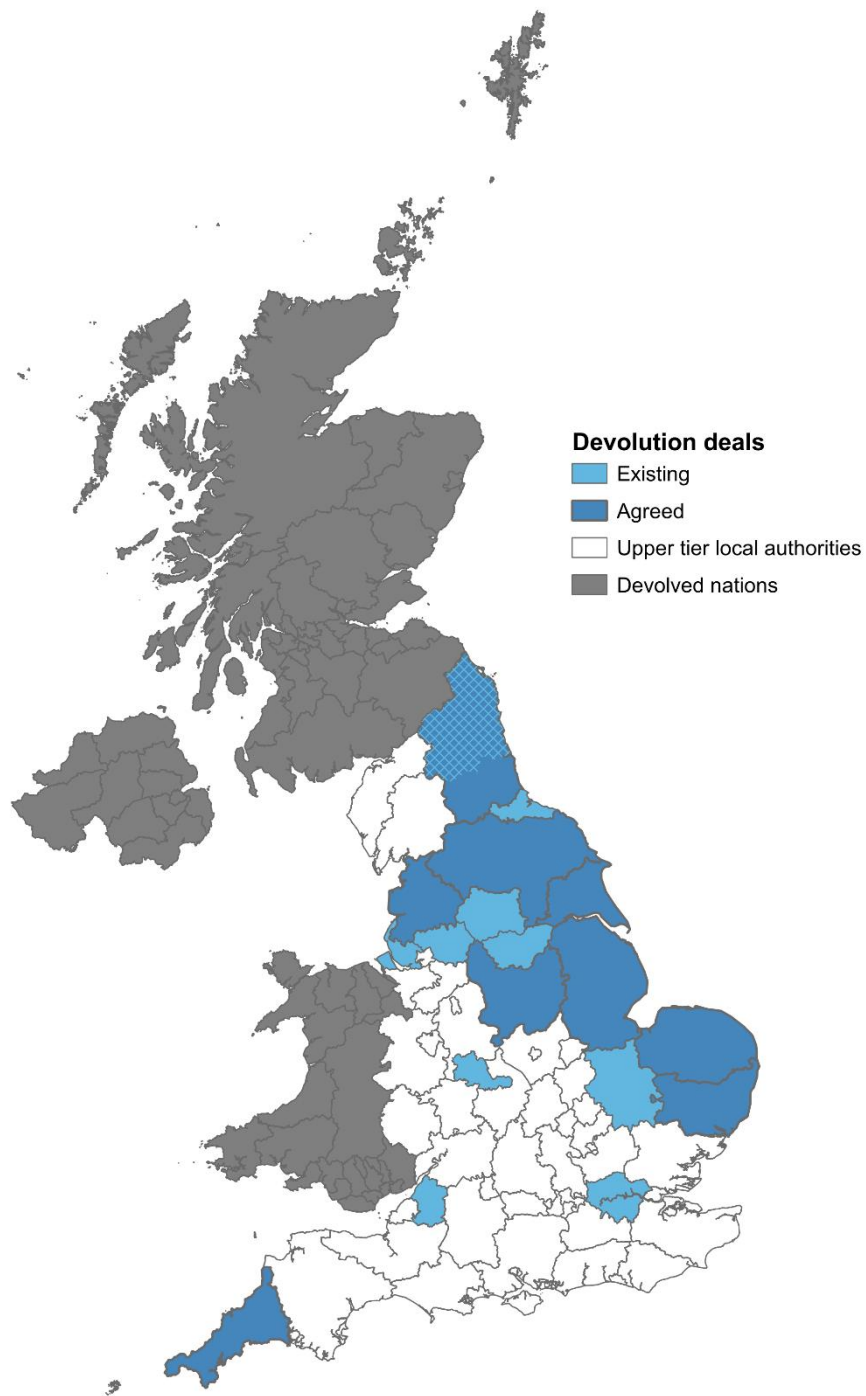 Devolution deals
Existing
Agreed
Upper tier local authorities
Devolved nations